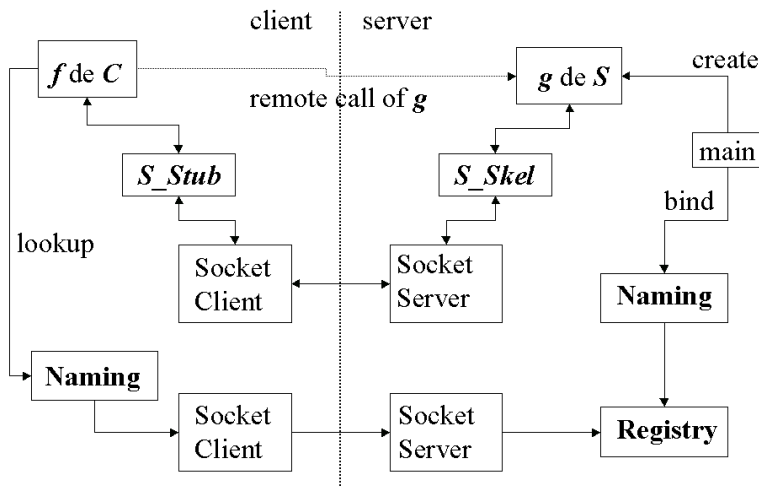 client
server
f de C
g de S
create
remote call of g
main
S_Stub
S_Skel
bind
lookup
Socket
Client
Socket
Server
Naming
Naming
Socket
Client
Socket
Server
Registry